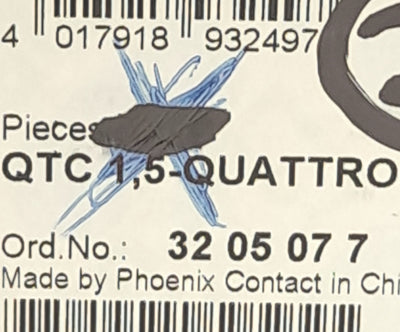 4 017918 932497
Pieces
QTC 1,5-QUATTRO
Ord.No.: 32 05 07 7
Made by Phoenix Contact in Chi